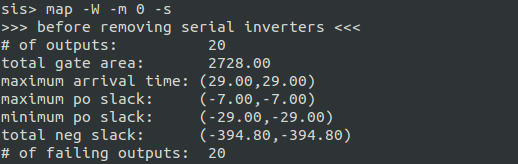 sis> map -W -m 0 -s
>>> before removing serial inverters <<<
# of outputs:          20
total gate area:       2728.00
maximum arrival time: (29.00,29.00)
maximum po slack:     (-7.00,-7.00)
minimum po slack:     (-29.00,-29.00)
total neg slack:      (-394.80,-394.80)
# of failing outputs:  20